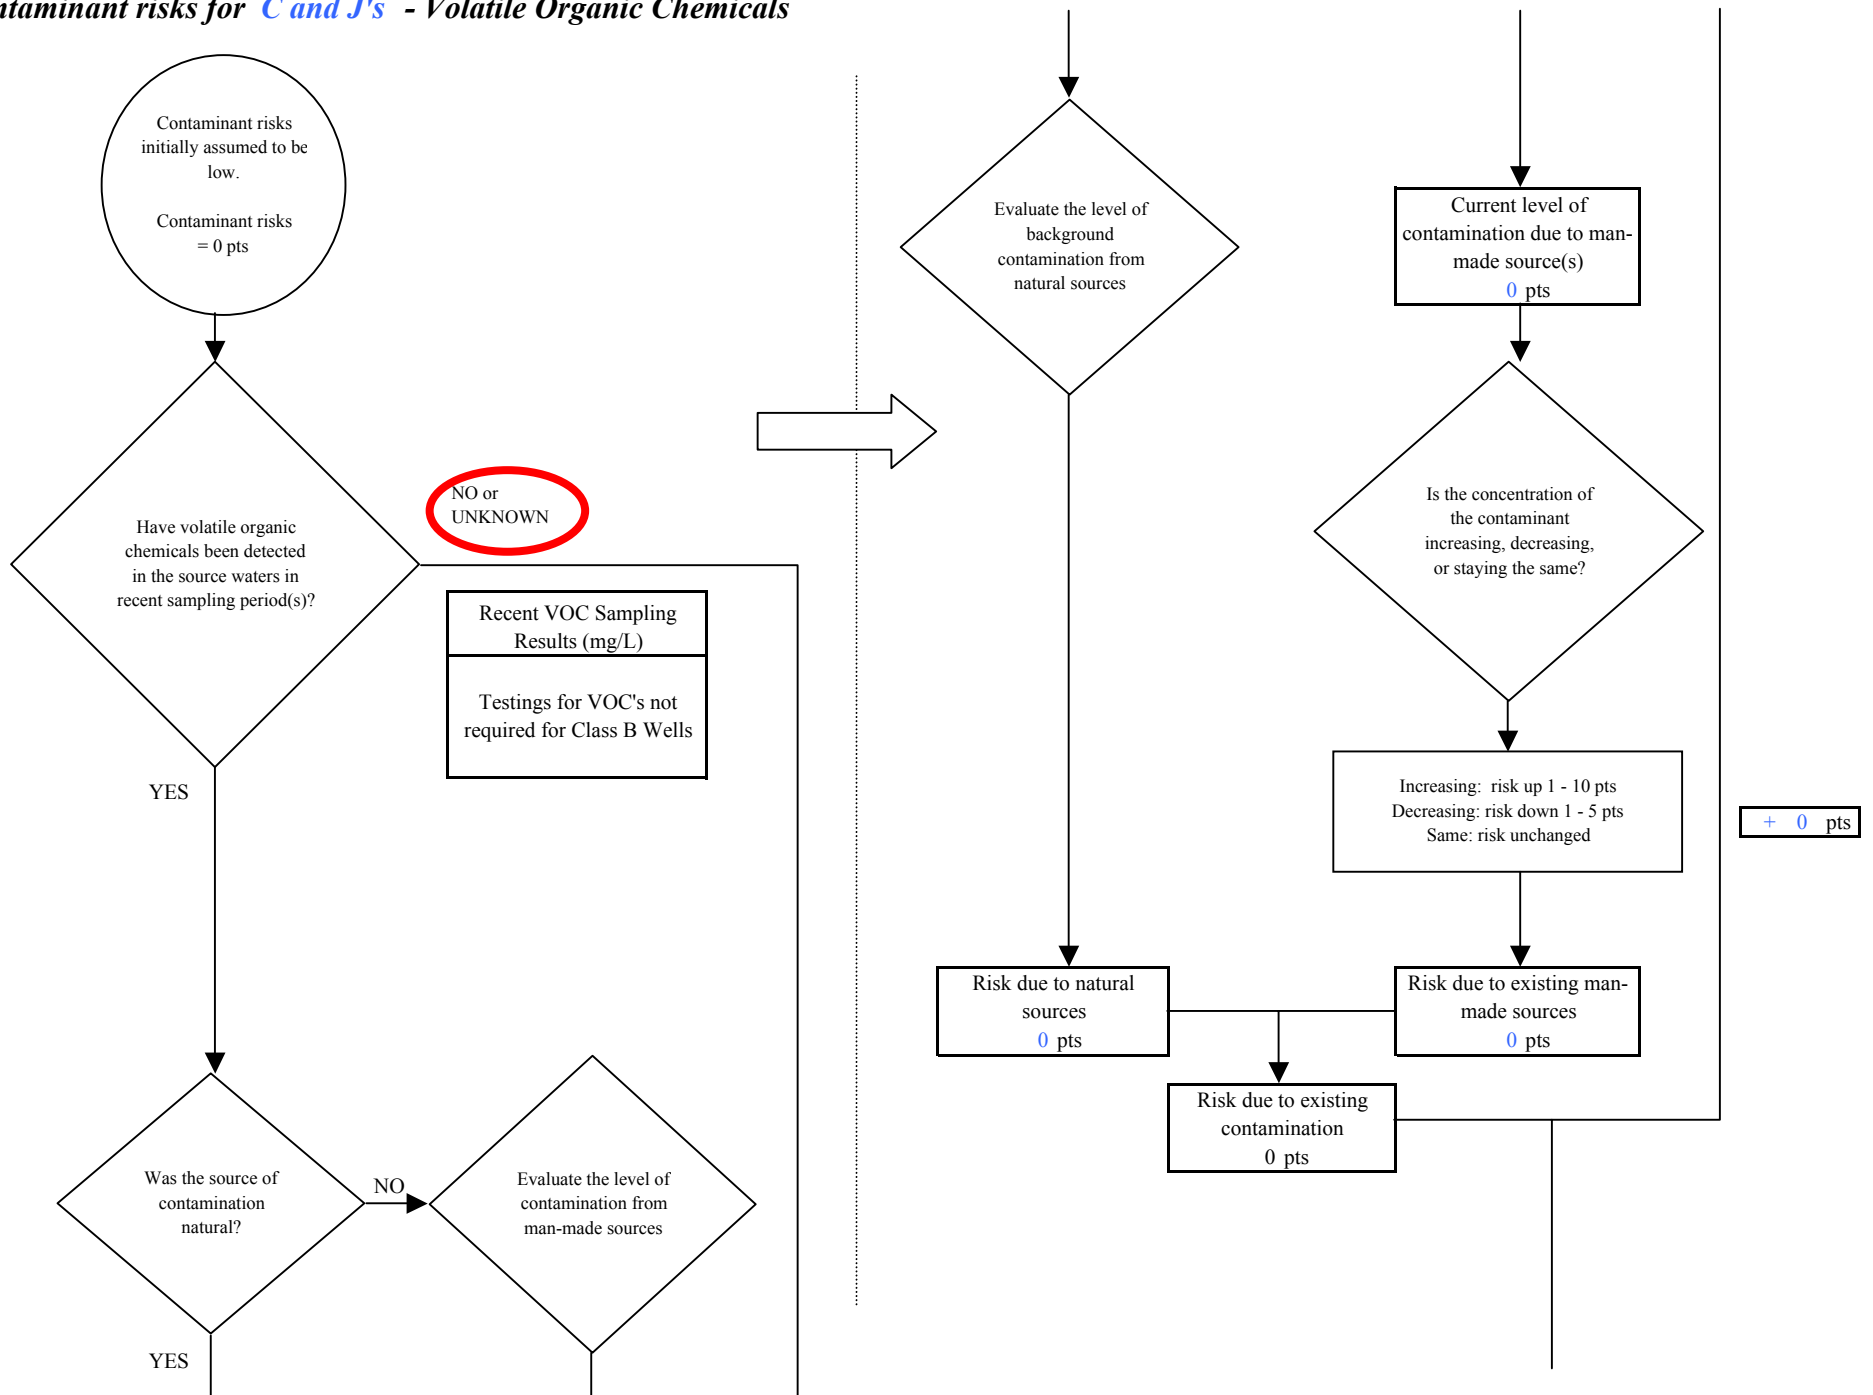 ntaminant risks for C and J's - Volatile Organic Chemicals
Contaminant risks
initially assumed to be
low.
Contaminant risks
= 0 pts
Have volatile organic
chemicals been detected
in the source waters in
recent sampling period(s)?
NO or
UNKNOWN
Recent VOC Sampling
Results (mg/L)
Testings for VOC's not
required for Class B Wells
YES
Was the source of
contamination
natural?
NO
Evaluate the level of
contamination from
man-made sources
YES
Evaluate the level of
background
contamination from
natural sources
Current level of
contamination due to man-
made source(s)
0 pts
Is the concentration of
the contaminant
increasing, decreasing,
or staying the same?
Increasing: risk up 1 - 10 pts
Decreasing: risk down 1 - 5 pts
Same: risk unchanged
+ 0 pts
Risk due to natural
sources
0 pts
Risk due to existing man-
made sources
0 pts
Risk due to existing
contamination
0 pts